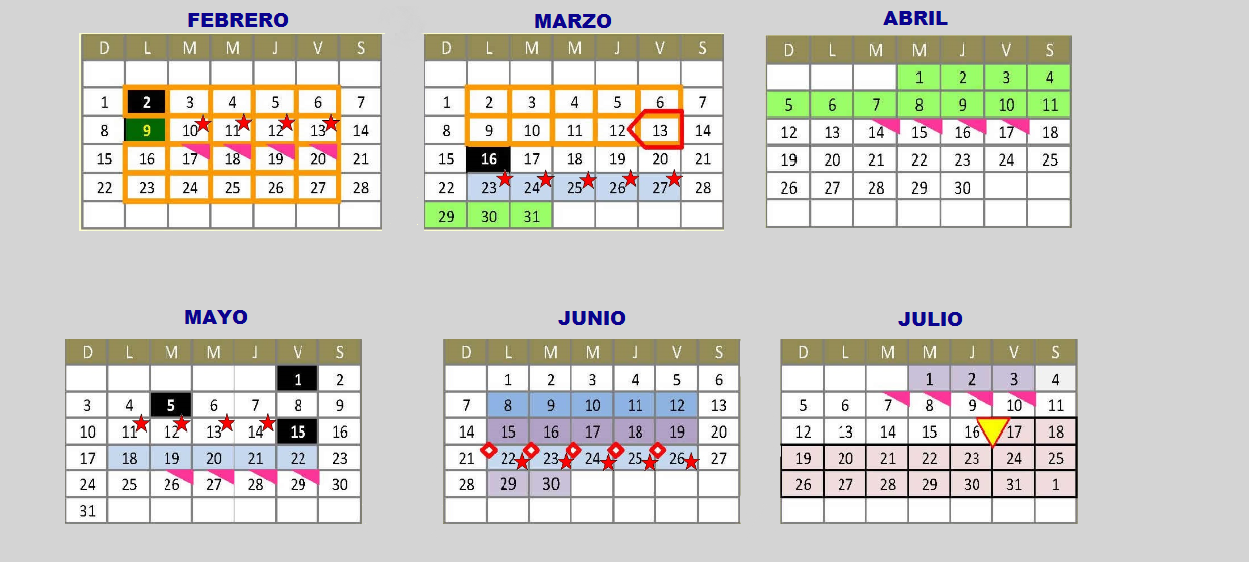 FEBRERO MARZO ABRIL
D L M M J V S
1 2 3 4 5 6 7
8 9 10 11 12 13 14
15 16 17 18 19 20 21
22 23 24 25 26 27 28
D L M M J V S
1 2 3 4 5 6 7
8 9 10 11 12 13 14
15 16 17 18 19 20 21
22 23 24 25 26 27 28
29 30 31
D L M M J V S
1 2 3 4
5 6 7 8 9 10 11
12 13 14 15 16 17 18
19 20 21 22 23 24 25
26 27 28 29 30
MAYO JUNIO JULIO
D L M M J V S
1 2
3 4 5 6 7 8 9
10 11 12 13 14 15 16
17 18 19 20 21 22 23
24 25 26 27 28 29 30
31
D L M M J V S
1 2 3 4 5 6
7 8 9 10 11 12 13
14 15 16 17 18 19 20
21 22 23 24 25 26 27
28 29 30
D L M M J V S
1 2 3 4
5 6 7 8 9 10 11
12 13 14 15 16 17 18
19 20 21 22 23 24 25
26 27 28 29 30 31 1